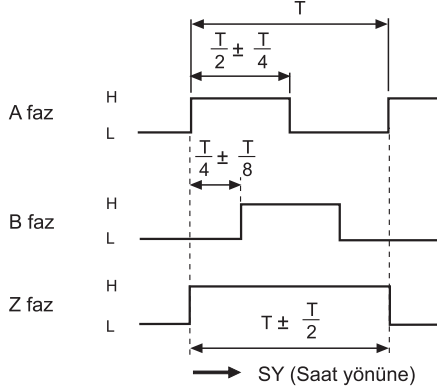 T
T/2 ± T/4
A faz H
L
T/4 ± T/8
B faz H
L
Z faz H
L
T ± T/2
SY (Saat yönüne)